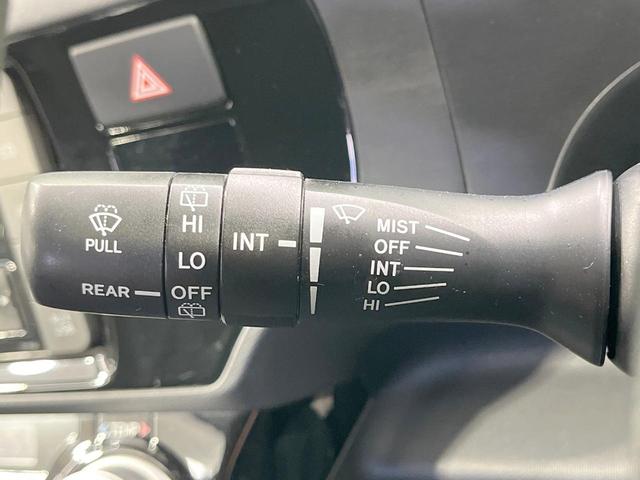 PULL
REAR
HI
LO
OFF
INT
MIST
OFF
INT
LO
HI